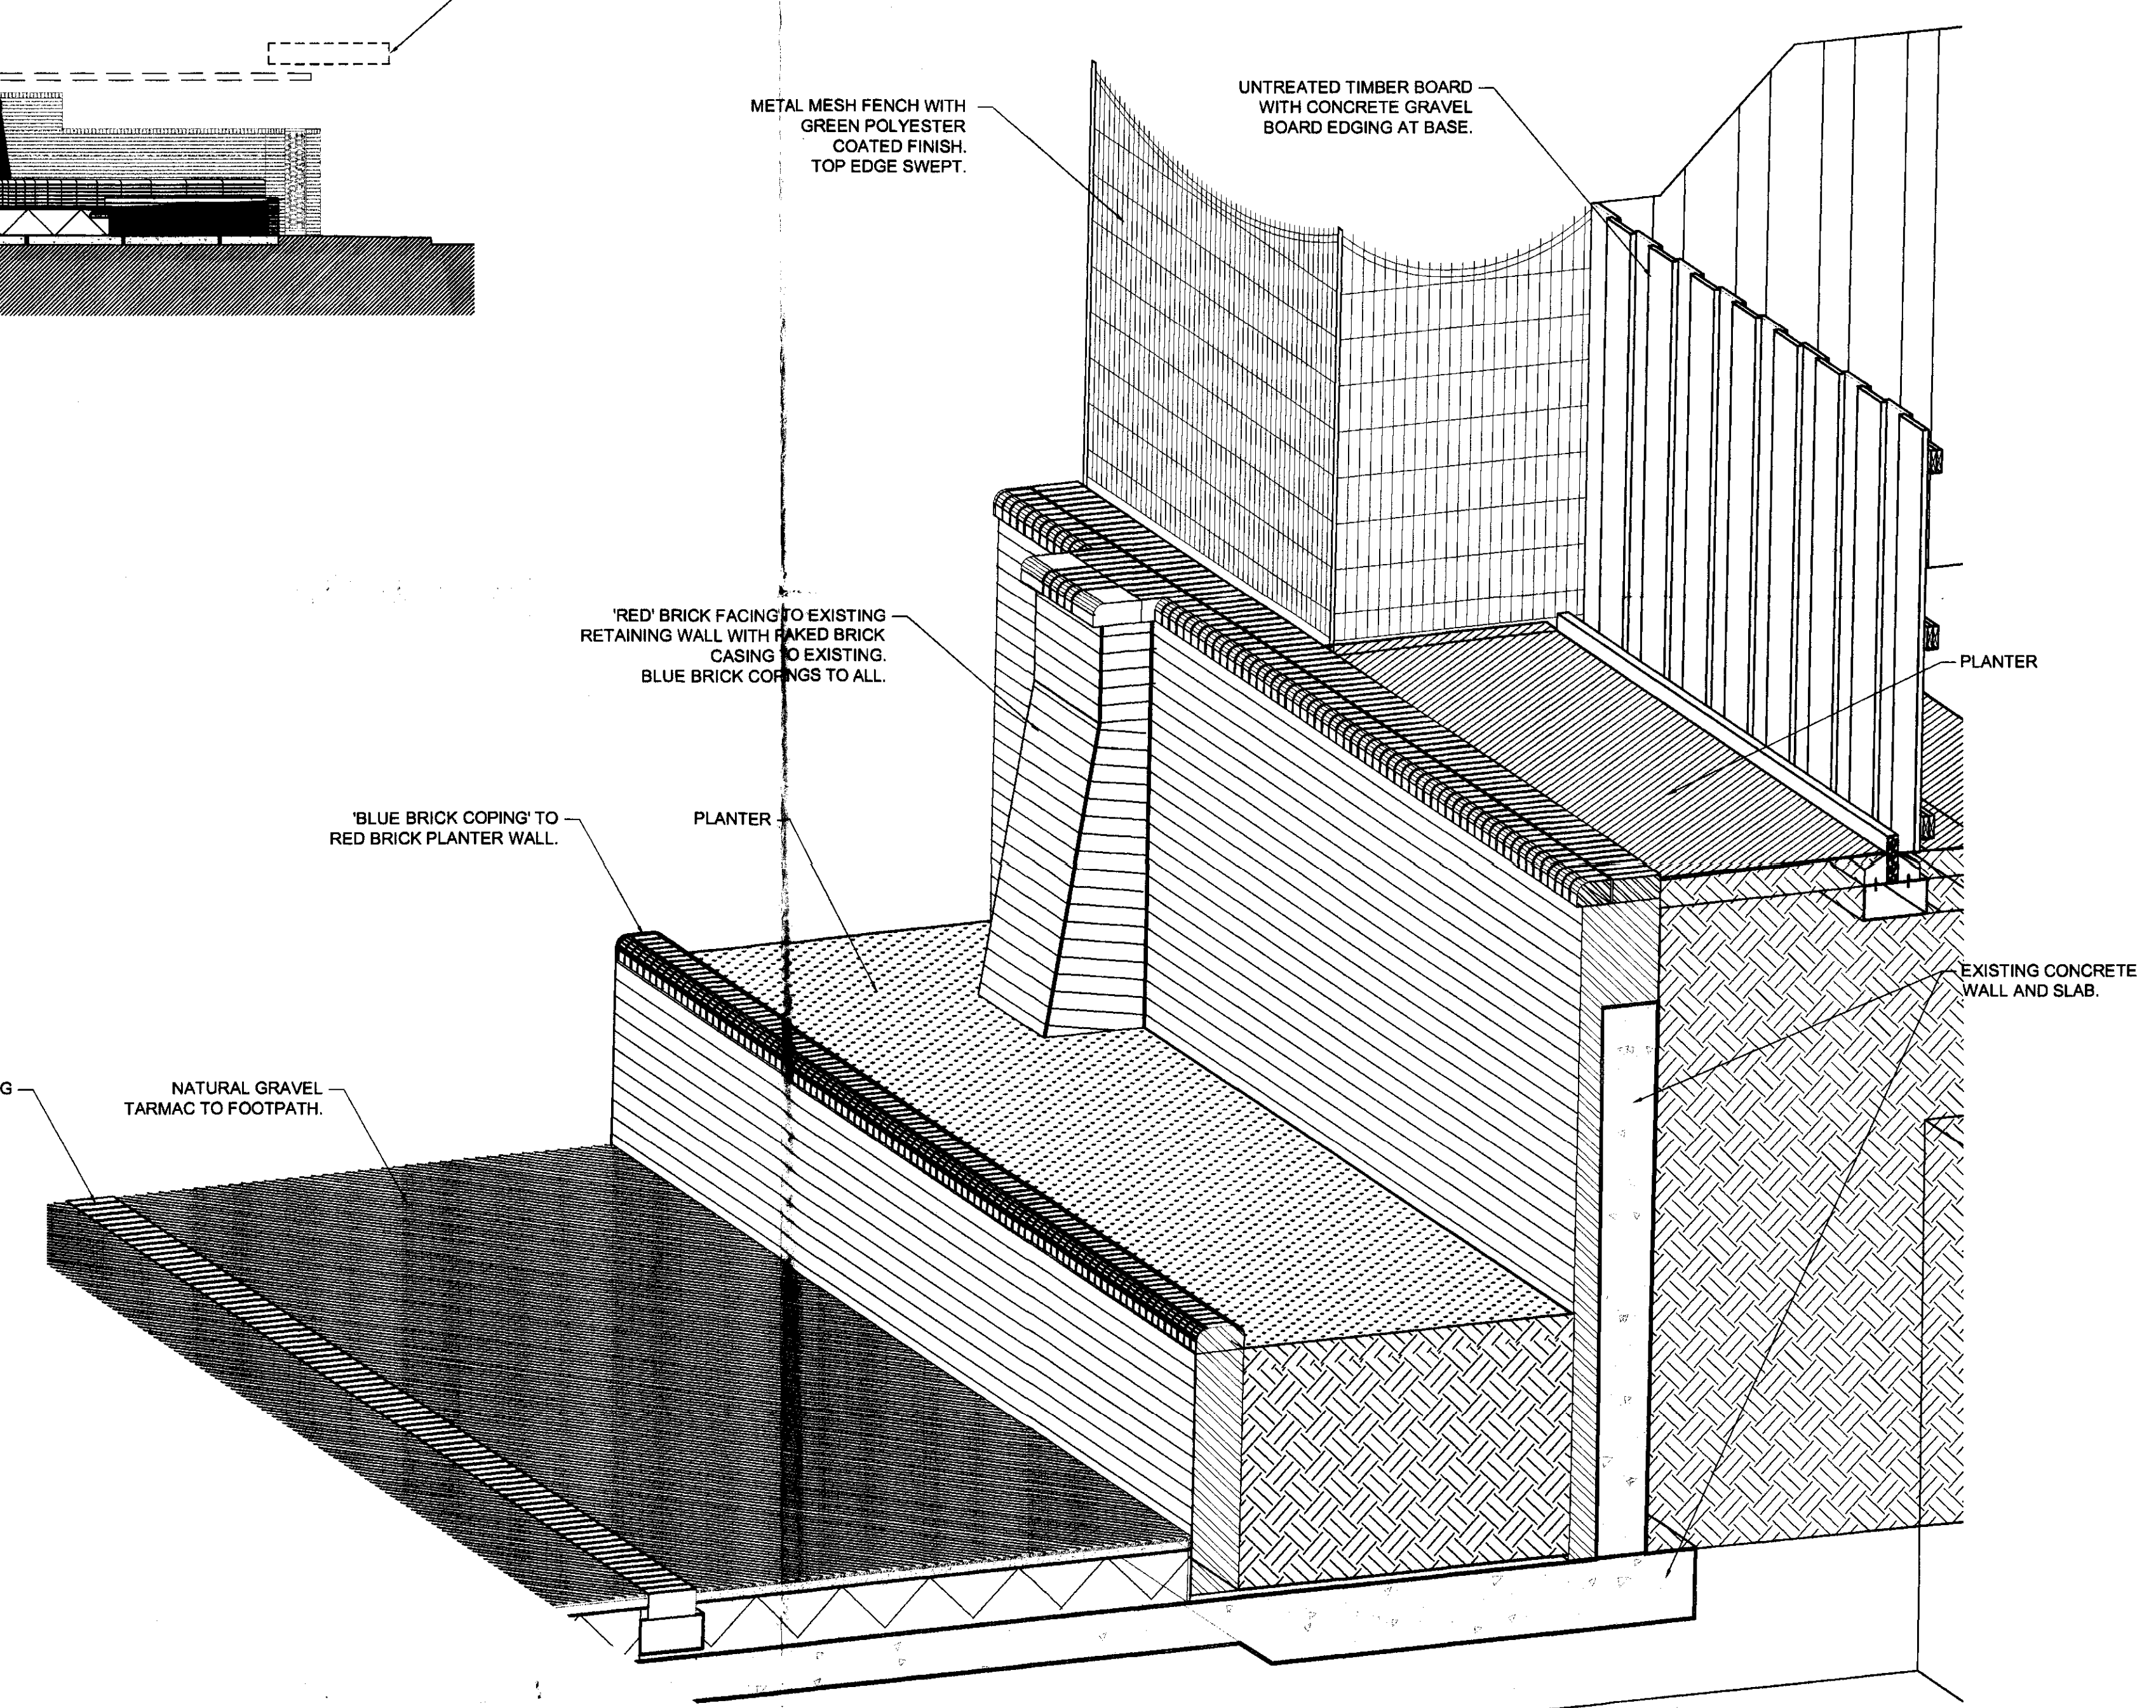 METAL MESH FENCH WITH
GREEN POLYESTER
COATED FINISH.
TOP EDGE SWEPT.
UNTREATED TIMBER BOARD
WITH CONCRETE GRAVEL
BOARD EDGING AT BASE.
'RED' BRICK FACING TO EXISTING
RETAINING WALL WITH RAKED BRICK
CASING TO EXISTING.
BLUE BRICK COPINGS TO ALL.
PLANTER
'BLUE BRICK COPING' TO
RED BRICK PLANTER WALL.
PLANTER
EXISTING CONCRETE
WALL AND SLAB.
G
NATURAL GRAVEL
TARMAC TO FOOTPATH.